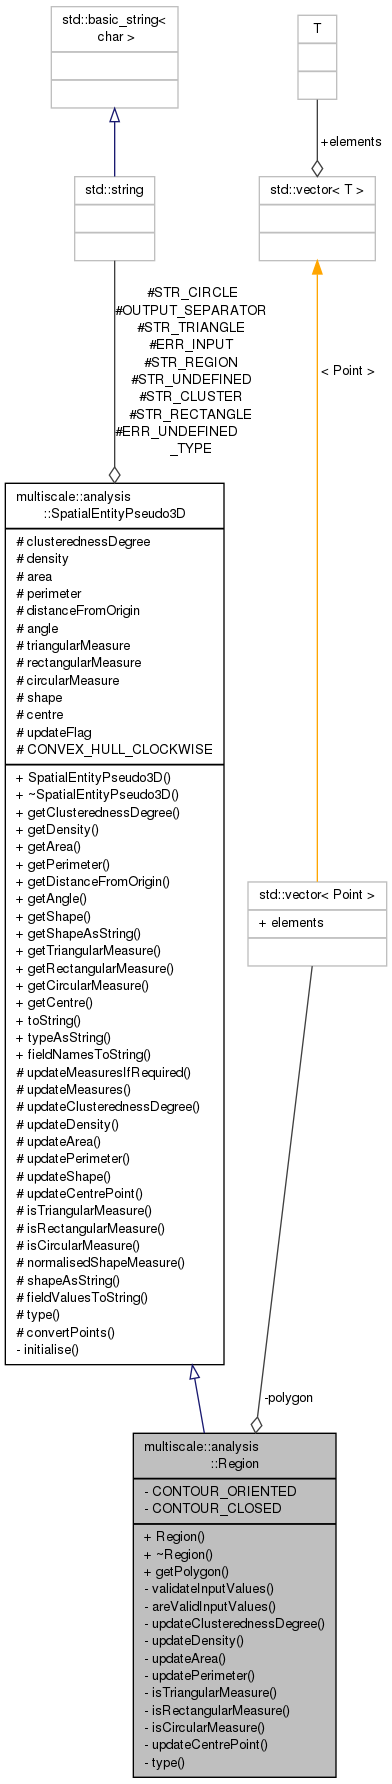 std::basic_string<
char >
T
+elements
std::string
std::vector< T >
#STR_CIRCLE
#OUTPUT_SEPARATOR
#STR_TRIANGLE
#ERR_INPUT
#STR_REGION
#STR_UNDEFINED
#STR_CLUSTER
#STR_RECTANGLE
#ERR_UNDEFINED
_TYPE
< Point >
multiscale::analysis
::SpatialEntityPseudo3D
# clusterednessDegree
# density
# area
# perimeter
# distanceFromOrigin
# angle
# triangularMeasure
# rectangularMeasure
# circularMeasure
# shape
# centre
# updateFlag
# CONVEX_HULL_CLOCKWISE
+ SpatialEntityPseudo3D()
+ ~SpatialEntityPseudo3D()
+ getClusterednessDegree()
+ getDensity()
+ getArea()
+ getPerimeter()
+ getDistanceFromOrigin()
+ getAngle()
+ getShape()
+ getShapeAsString()
+ getTriangularMeasure()
+ getRectangularMeasure()
+ getCircularMeasure()
+ getCentre()
+ toString()
+ typeAsString()
+ fieldNamesToString()
# updateMeasuresIfRequired()
# updateMeasures()
# updateClusterednessDegree()
# updateDensity()
# updateArea()
# updatePerimeter()
# updateShape()
# updateCentrePoint()
# isTriangularMeasure()
# isRectangularMeasure()
# isCircularMeasure()
# normalisedShapeMeasure()
# shapeAsString()
# fieldValuesToString()
# type()
# convertPoints()
- initialise()
std::vector< Point >
+ elements
-polygon
multiscale::analysis
::Region
- CONTOUR_ORIENTED
- CONTOUR_CLOSED
+ Region()
+ ~Region()
+ getPolygon()
- validateInputValues()
- areValidInputValues()
- updateClusterednessDegree()
- updateDensity()
- updateArea()
- updatePerimeter()
- isTriangularMeasure()
- isRectangularMeasure()
- isCircularMeasure()
- updateCentrePoint()
- type()